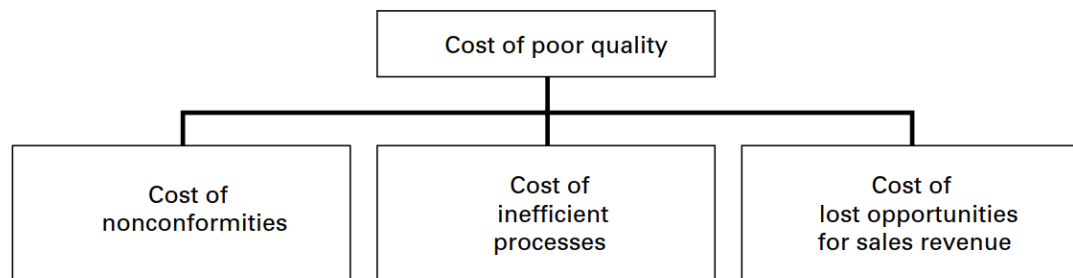 Cost of poor quality
Cost of
nonconformities
Cost of
inefficient
processes
Cost of
lost opportunities
for sales revenue